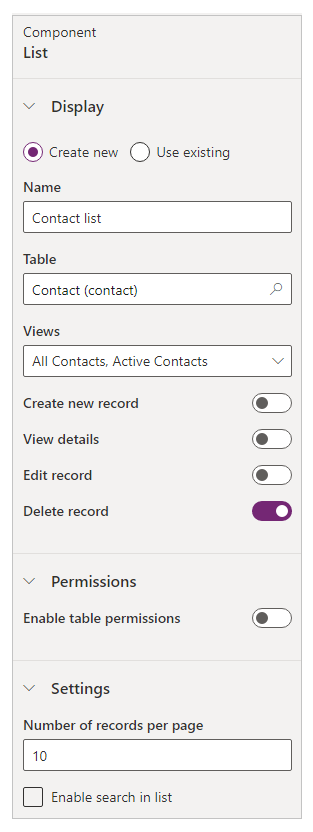 Component
List
Display
Create new Use existing
Name
Contact list
Table
Contact (contact)
Views
All Contacts, Active Contacts
Create new record
View details
Edit record
Delete record
Permissions
Enable table permissions
Settings
Number of records per page
10
Enable search in list